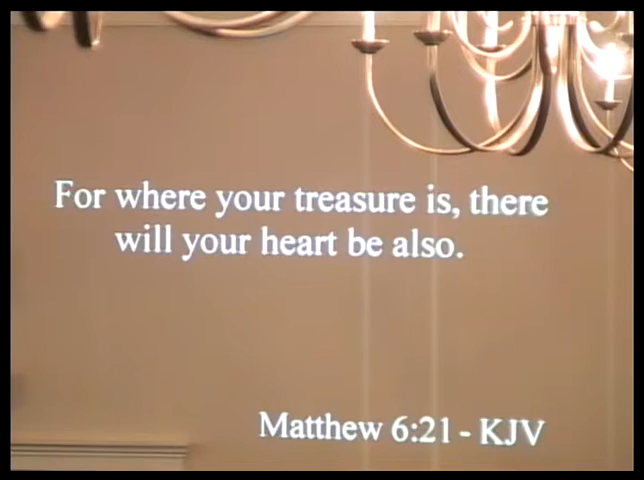 For where your treasure is, there
will your heart be also.
Matthew 6:21 - KJV